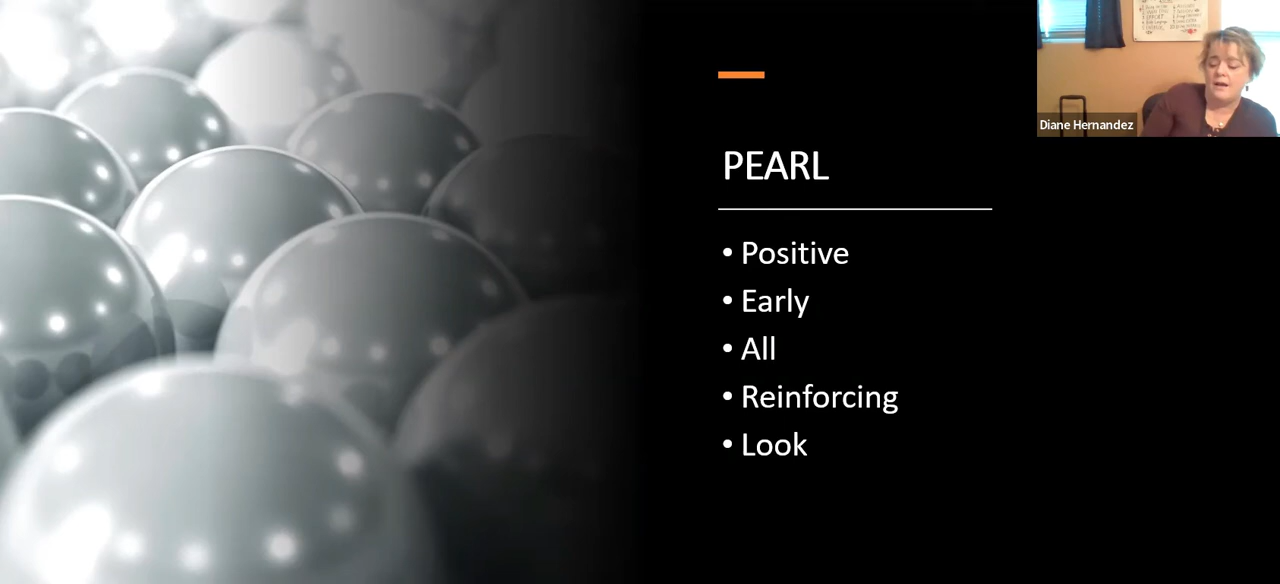 PEARL
• Positive
• Early
• All
• Reinforcing
• Look
Diane Hernandez